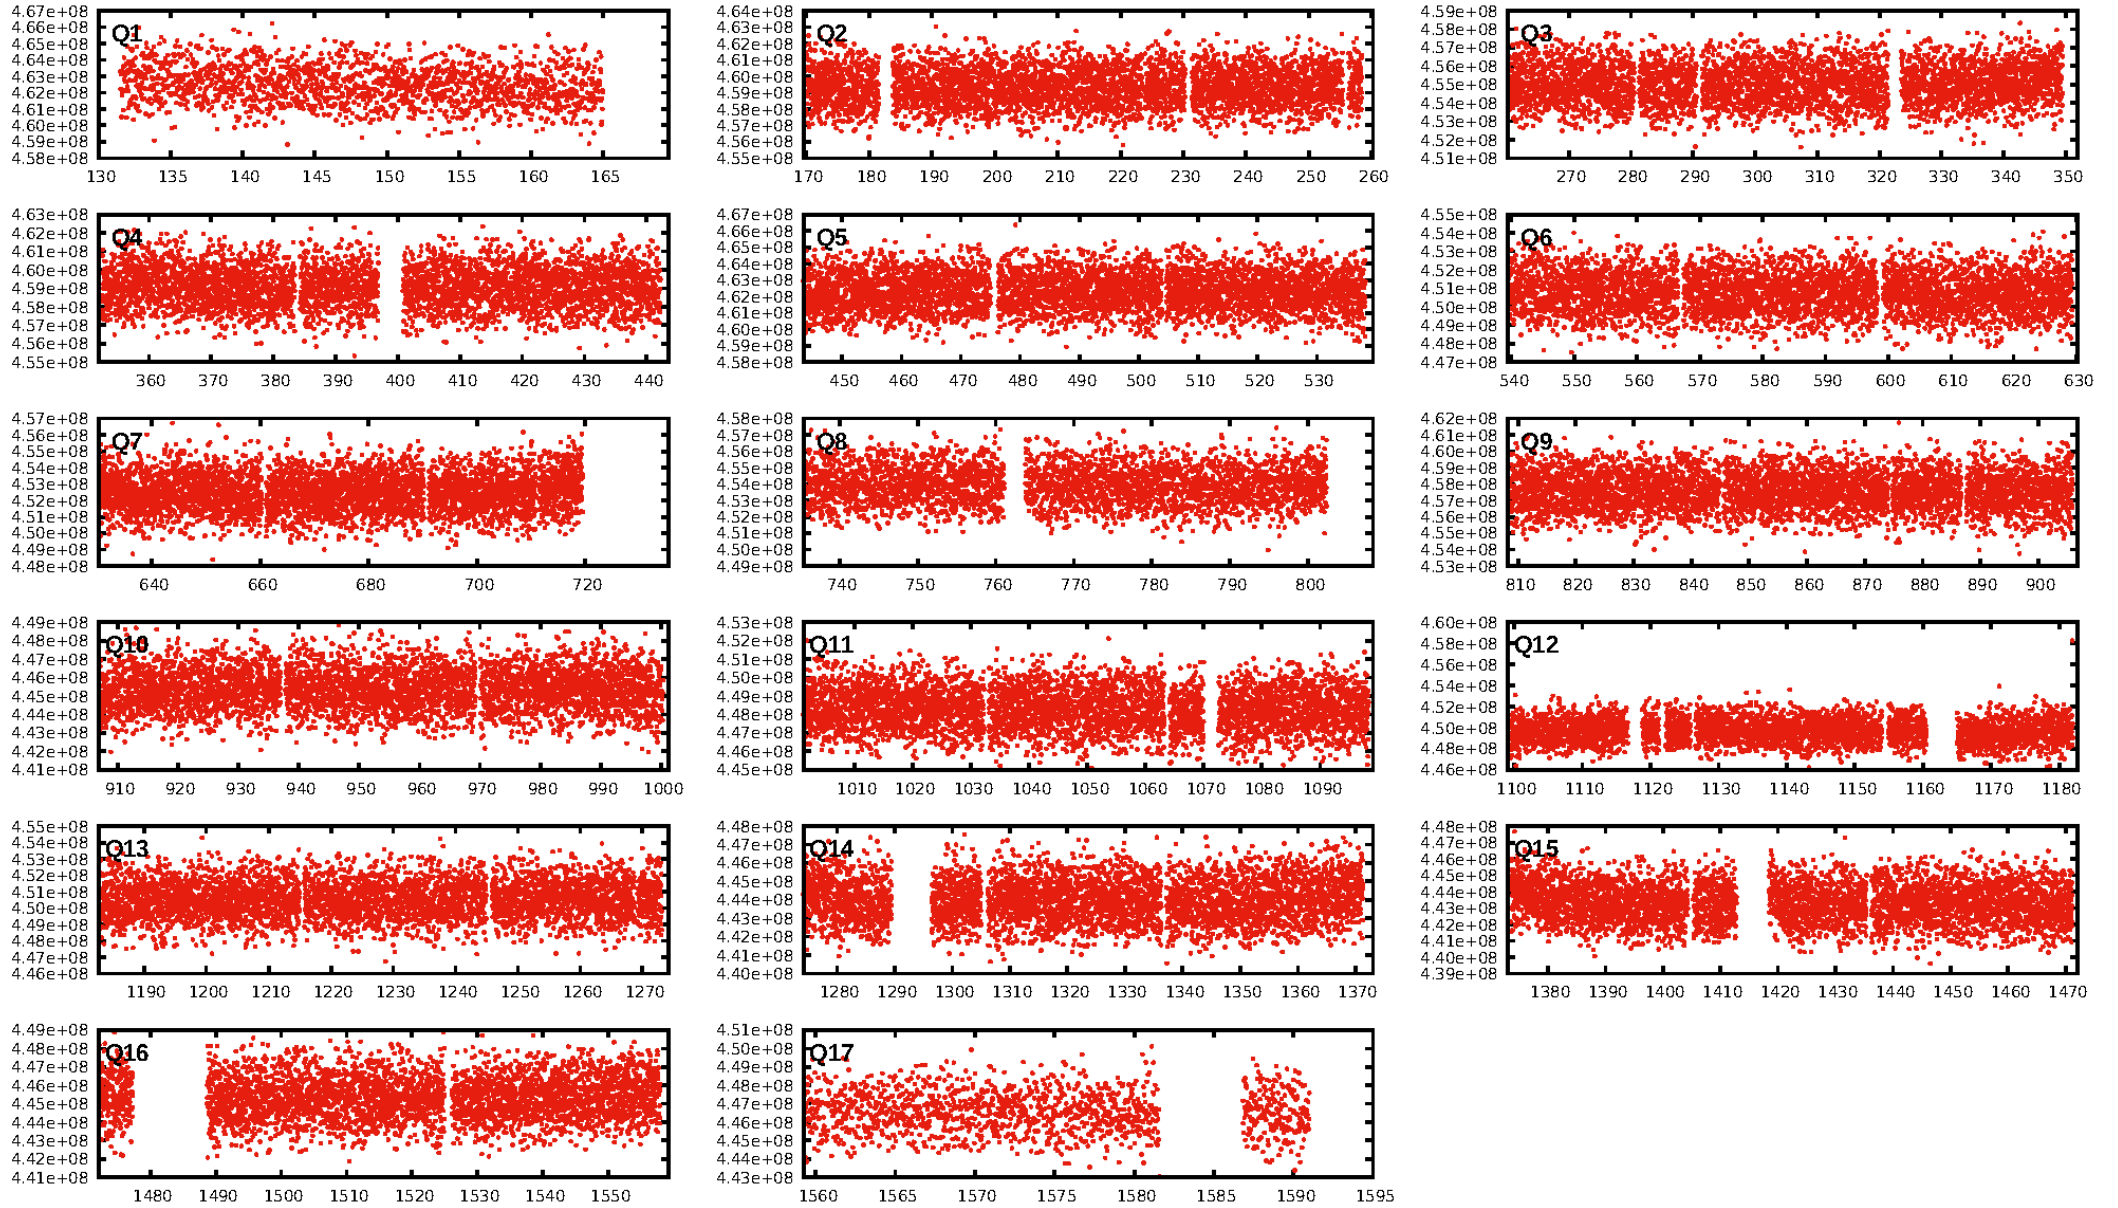 Q1
4.67e+08
4.66e+08
4.65e+08
4.64e+08
4.63e+08
4.62e+08
4.61e+08
4.60e+08
4.59e+08
4.58e+08
130 135 140 145 150 155 160 165
Q2
4.64e+08
4.63e+08
4.62e+08
4.61e+08
4.60e+08
4.59e+08
4.58e+08
4.57e+08
4.56e+08
4.55e+08
170 180 190 200 210 220 230 240 250 260
Q3
4.59e+08
4.58e+08
4.57e+08
4.56e+08
4.55e+08
4.54e+08
4.53e+08
4.52e+08
4.51e+08
270 280 290 300 310 320 330 340 350
Q4
4.63e+08
4.62e+08
4.61e+08
4.60e+08
4.59e+08
4.58e+08
4.57e+08
4.56e+08
4.55e+08
360 370 380 390 400 410 420 430 440
Q5
4.67e+08
4.66e+08
4.65e+08
4.64e+08
4.63e+08
4.62e+08
4.61e+08
4.60e+08
4.59e+08
4.58e+08
450 460 470 480 490 500 510 520 530
Q6
4.55e+08
4.54e+08
4.53e+08
4.52e+08
4.51e+08
4.50e+08
4.49e+08
4.48e+08
4.47e+08
540 550 560 570 580 590 600 610 620 630
Q7
4.57e+08
4.56e+08
4.55e+08
4.54e+08
4.53e+08
4.52e+08
4.51e+08
4.50e+08
4.49e+08
4.48e+08
640 660 680 700 720
Q8
4.58e+08
4.57e+08
4.56e+08
4.55e+08
4.54e+08
4.53e+08
4.52e+08
4.51e+08
4.50e+08
4.49e+08
740 750 760 770 780 790 800
Q9
4.62e+08
4.61e+08
4.60e+08
4.59e+08
4.58e+08
4.57e+08
4.56e+08
4.55e+08
4.54e+08
4.53e+08
810 820 830 840 850 860 870 880 890 900
Q10
4.49e+08
4.48e+08
4.47e+08
4.46e+08
4.45e+08
4.44e+08
4.43e+08
4.42e+08
4.41e+08
910 920 930 940 950 960 970 980 990 1000
Q11
4.53e+08
4.52e+08
4.51e+08
4.50e+08
4.49e+08
4.48e+08
4.47e+08
4.46e+08
4.45e+08
1010 1020 1030 1040 1050 1060 1070 1080 1090
Q12
4.60e+08
4.58e+08
4.56e+08
4.54e+08
4.52e+08
4.50e+08
4.48e+08
4.46e+08
1100 1110 1120 1130 1140 1150 1160 1170 1180
Q13
4.55e+08
4.54e+08
4.53e+08
4.52e+08
4.51e+08
4.50e+08
4.49e+08
4.48e+08
4.47e+08
4.46e+08
1190 1200 1210 1220 1230 1240 1250 1260 1270
Q14
4.48e+08
4.47e+08
4.46e+08
4.45e+08
4.44e+08
4.43e+08
4.42e+08
4.41e+08
4.40e+08
1280 1290 1300 1310 1320 1330 1340 1350 1360 1370
Q15
4.48e+08
4.47e+08
4.46e+08
4.45e+08
4.44e+08
4.43e+08
4.42e+08
4.41e+08
4.40e+08
4.39e+08
1380 1390 1400 1410 1420 1430 1440 1450 1460 1470
Q16
4.49e+08
4.48e+08
4.47e+08
4.46e+08
4.45e+08
4.44e+08
4.43e+08
4.42e+08
4.41e+08
1480 1490 1500 1510 1520 1530 1540 1550
Q17
4.51e+08
4.50e+08
4.49e+08
4.48e+08
4.47e+08
4.46e+08
4.45e+08
4.44e+08
4.43e+08
1560 1565 1570 1575 1580 1585 1590 1595